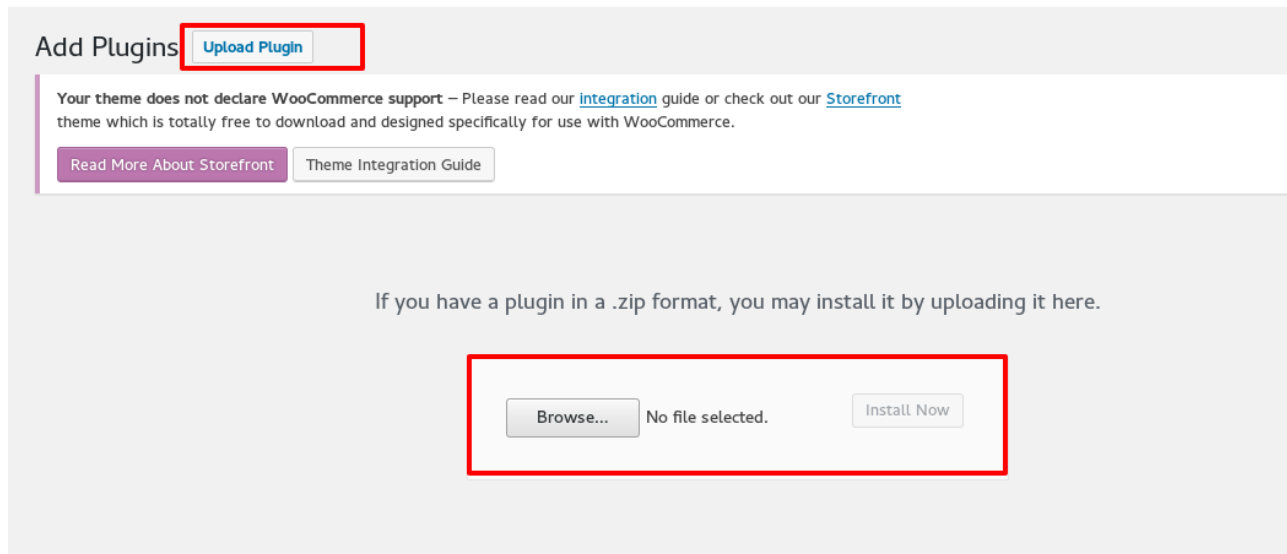 Add Plugins Upload Plugin
Your theme does not declare WooCommerce support – Please read our integration guide or check out our Storefront
theme which is totally free to download and designed specifically for use with WooCommerce.
Read More About Storefront Theme Integration Guide
If you have a plugin in a .zip format, you may install it by uploading it here.
Browse... No file selected. Install Now